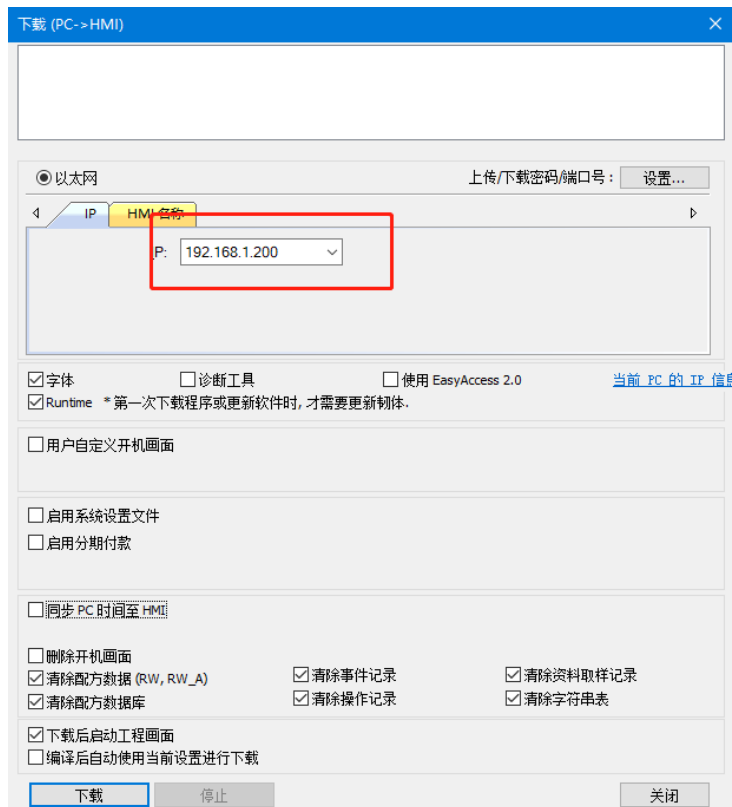 下载 (PC->HMI)
以太网
上传/下载密码/端口号: 设置...
IP HMI 名称
P: 192.168.1.200
字体 诊断工具 使用 EasyAccess 2.0 当前 PC 的 IP 信息
Runtime *第一次下载程序或更新软件时, 才需要更新韧体.
用户自定义开机画面
启用系统设置文件
启用分期付款
同步 PC 时间至 HMI
删除开机画面
清除配方数据 (RW, RW_A) 清除事件记录 清除资料取样记录
清除配方数据库 清除操作记录 清除字符串表
下载后启动工程画面
编译后自动使用当前设置进行下载
下载 停止 关闭